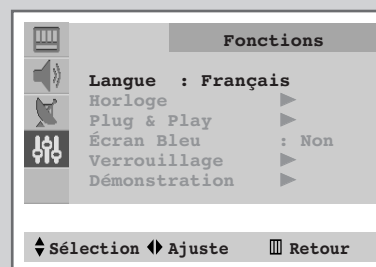 Fonctions
Langue : Français
Horloge
Plug & Play
Écran Bleu : Non
Verrouillage
Démonstration
Sélection Ajuste Retour